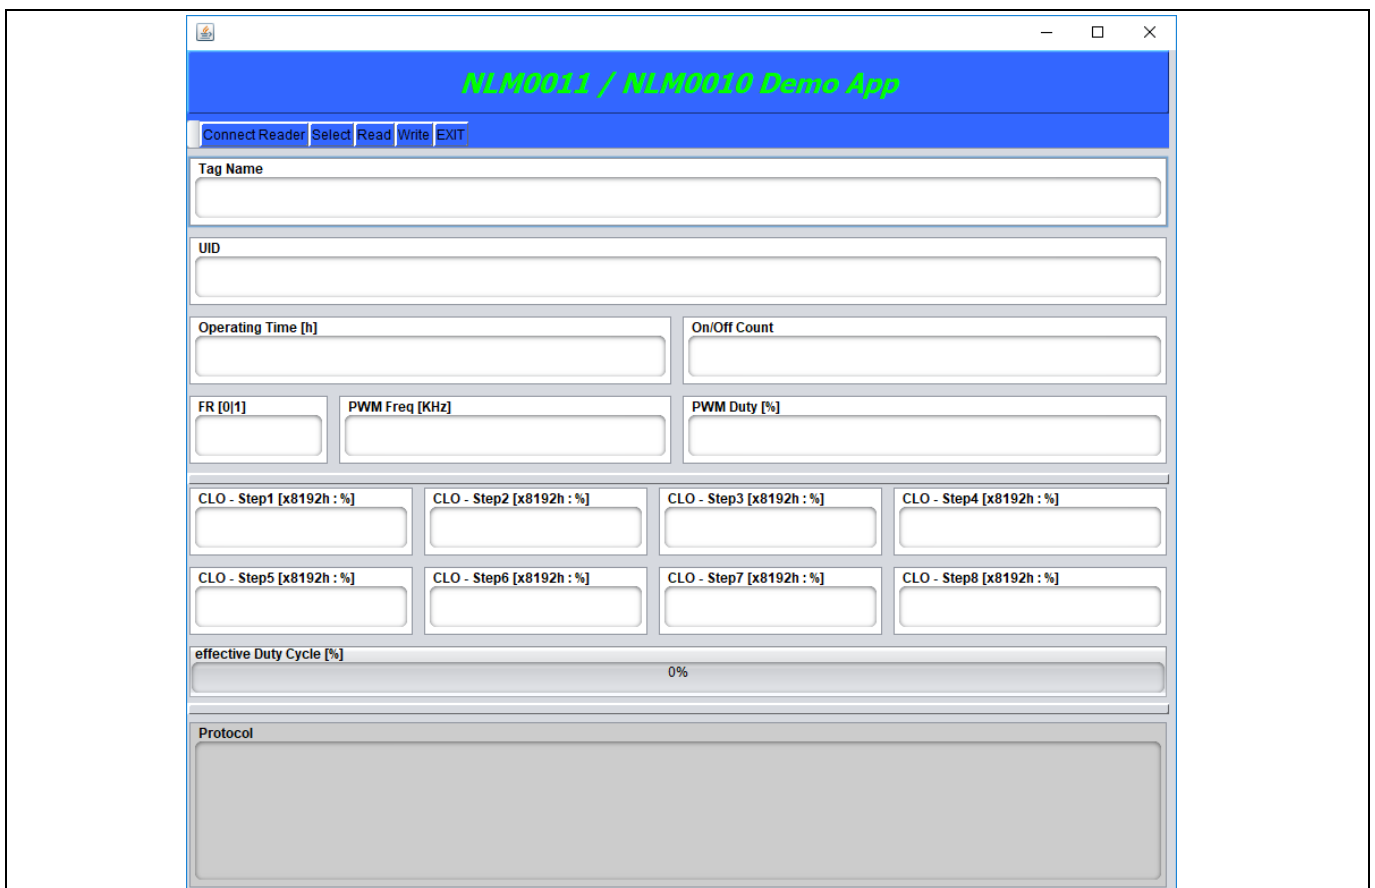 NLM0011 / NLM0010 Demo App
Connect Reader Select Read Write EXIT
Tag Name
UID
Operating Time [h] On/Off Count
FR [0|1] PWM Freq [KHz] PWM Duty [%]
CLO - Step1 [x8192h : %] CLO - Step2 [x8192h : %] CLO - Step3 [x8192h : %] CLO - Step4 [x8192h : %]
CLO - Step5 [x8192h : %] CLO - Step6 [x8192h : %] CLO - Step7 [x8192h : %] CLO - Step8 [x8192h : %]
effective Duty Cycle [%]
0%
Protocol